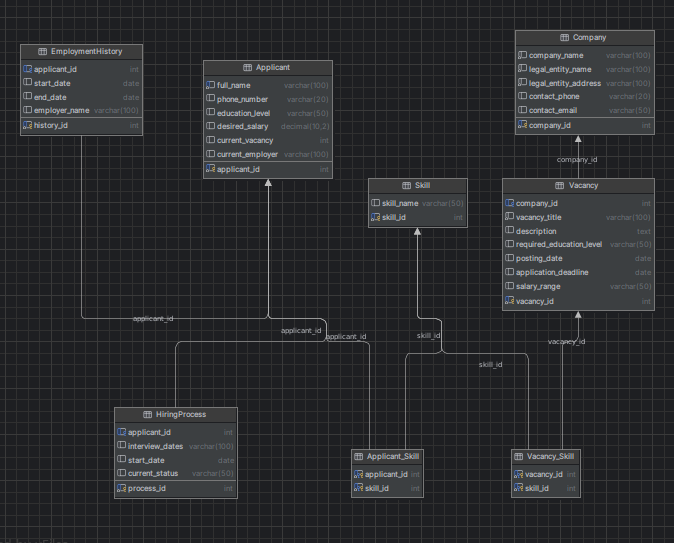 EmploymentHistory
applicant_id int
start_date date
end_date date
employer_name varchar(100)
history_id int
Applicant
full_name varchar(100)
phone_number varchar(20)
education_level varchar(50)
desired_salary decimal(10,2)
current_vacancy int
current_employer varchar(100)
applicant_id int
Company
company_name varchar(100)
legal_entity_name varchar(100)
legal_entity_address varchar(100)
contact_phone varchar(20)
contact_email varchar(50)
company_id int
company_id
Skill
skill_name varchar(50)
skill_id int
Vacancy
company_id int
vacancy_title varchar(100)
description text
required_education_level varchar(50)
posting_date date
application_deadline date
salary_range varchar(50)
vacancy_id int
applicant_id
applicant_id
applicant_id
skill_id
vacancy_id
skill_id
HiringProcess
applicant_id int
interview_dates varchar(100)
start_date date
current_status varchar(50)
process_id int
Applicant_Skill
applicant_id int
skill_id int
Vacancy_Skill
vacancy_id int
skill_id int